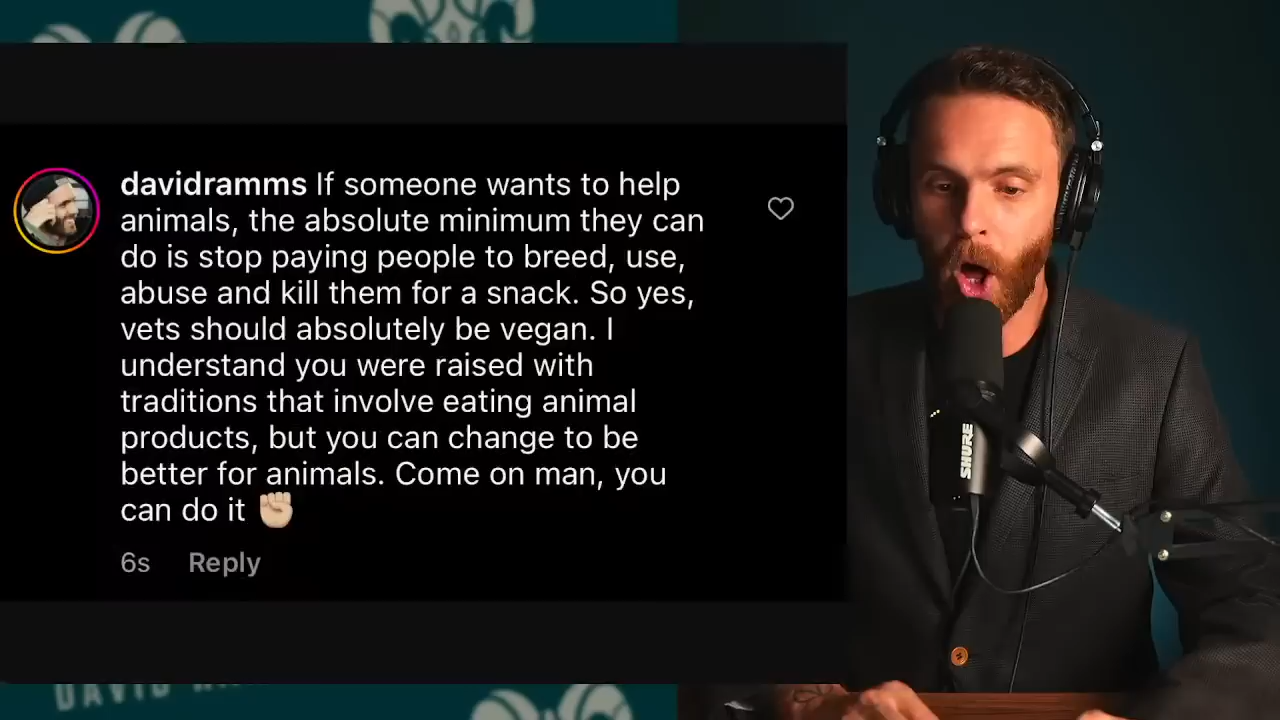 davidramms If someone wants to help
animals, the absolute minimum they can
do is stop paying people to breed, use,
abuse and kill them for a snack. So yes,
vets should absolutely be vegan. I
understand you were raised with
traditions that involve eating animal
products, but you can change to be
better for animals. Come on man, you
can do it ✊🏼
6s Reply
SHURE
DAVID